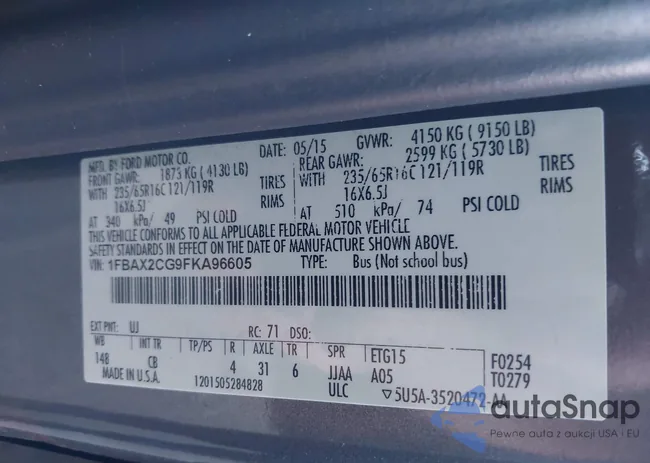 MFD. BY FORD MOTOR CO.
DATE: 05/15 GVWR: 4150 KG ( 9150 LB)
FRONT GAWR: 1873 KG ( 4130 LB) REAR GAWR: 2599 KG ( 5730 LB)
WITH 235/65R16C 121/119R TIRES WITH 235/65R16C 121/119R TIRES
16X6.5J RIMS 16X6.5J RIMS
AT 340 kPa/ 49 PSI COLD AT 510 kPa/ 74 PSI COLD
THIS VEHICLE CONFORMS TO ALL APPLICABLE FEDERAL MOTOR VEHICLE
SAFETY STANDARDS IN EFFECT ON THE DATE OF MANUFACTURE SHOWN ABOVE.
VIN: 1FBAX2CG9FKA96605 TYPE: Bus (Not school bus)
EXT PNT: UJ RC: 71 DSO:
WB INT TR TP/PS R AXLE TR SPR ETG15 F0254
148 CB 4 31 6 JJAA A05 T0279
MADE IN U.S.A. 1201505284828 ULC ▽5U5A-3520472-AA
autaSnap
Pewne auta z aukcji USA i EU